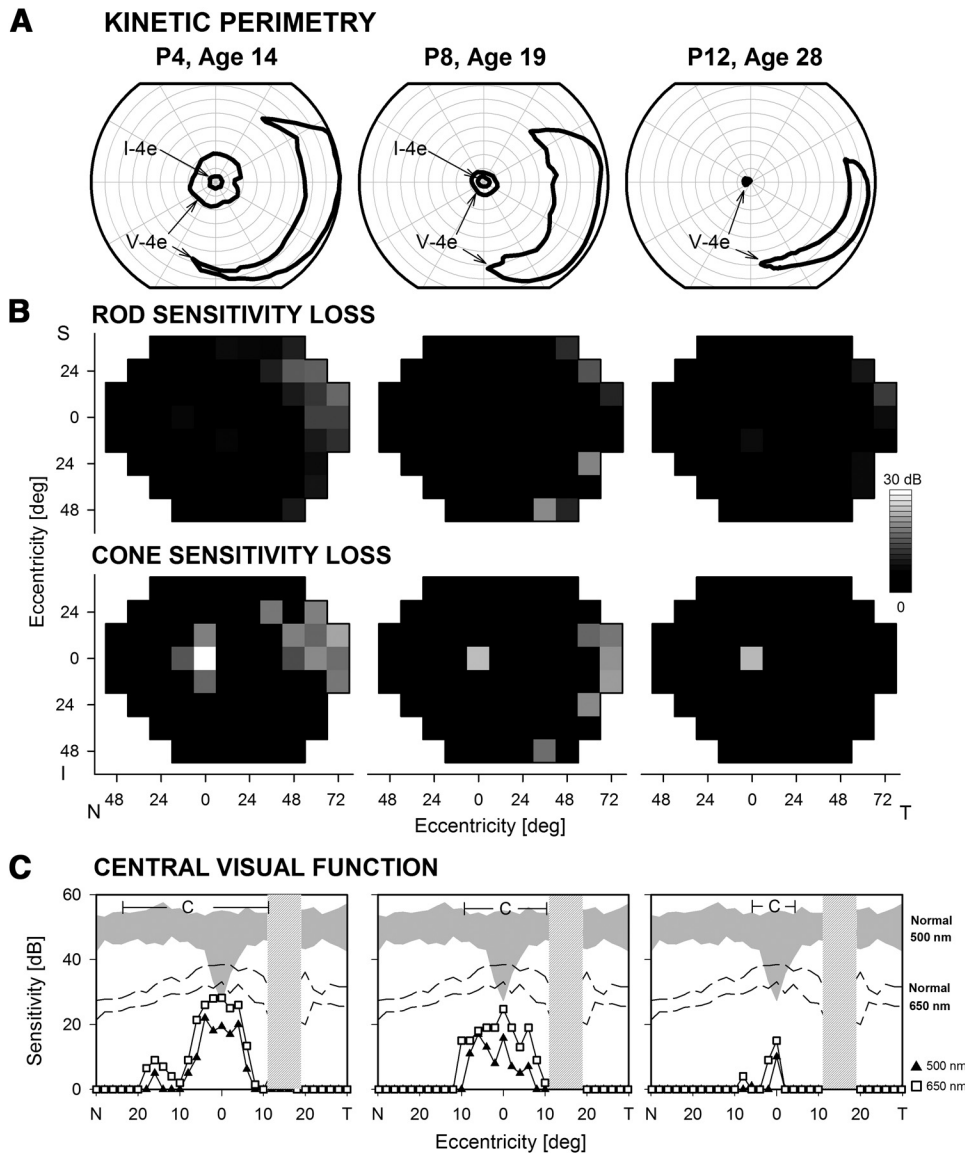 A KINETIC PERIMETRY
P4, Age 14 P8, Age 19 P12, Age 28
I-4e I-4e
V-4e V-4e V-4e
B ROD SENSITIVITY LOSS
S
24
0
24
48
30 dB
0
Eccentricity [deg]
CONE SENSITIVITY LOSS
24
0
24
48
I
48 24 0 24 48 72 48 24 0 24 48 72 48 24 0 24 48 72
N T
Eccentricity [deg]
C CENTRAL VISUAL FUNCTION
60
40
20
0
Sensitivity [dB]
C C C
Normal
500 nm
Normal
650 nm
500 nm
650 nm
N 20 10 0 10 20 T N 20 10 0 10 20 T N 20 10 0 10 20 T
Eccentricity [deg]